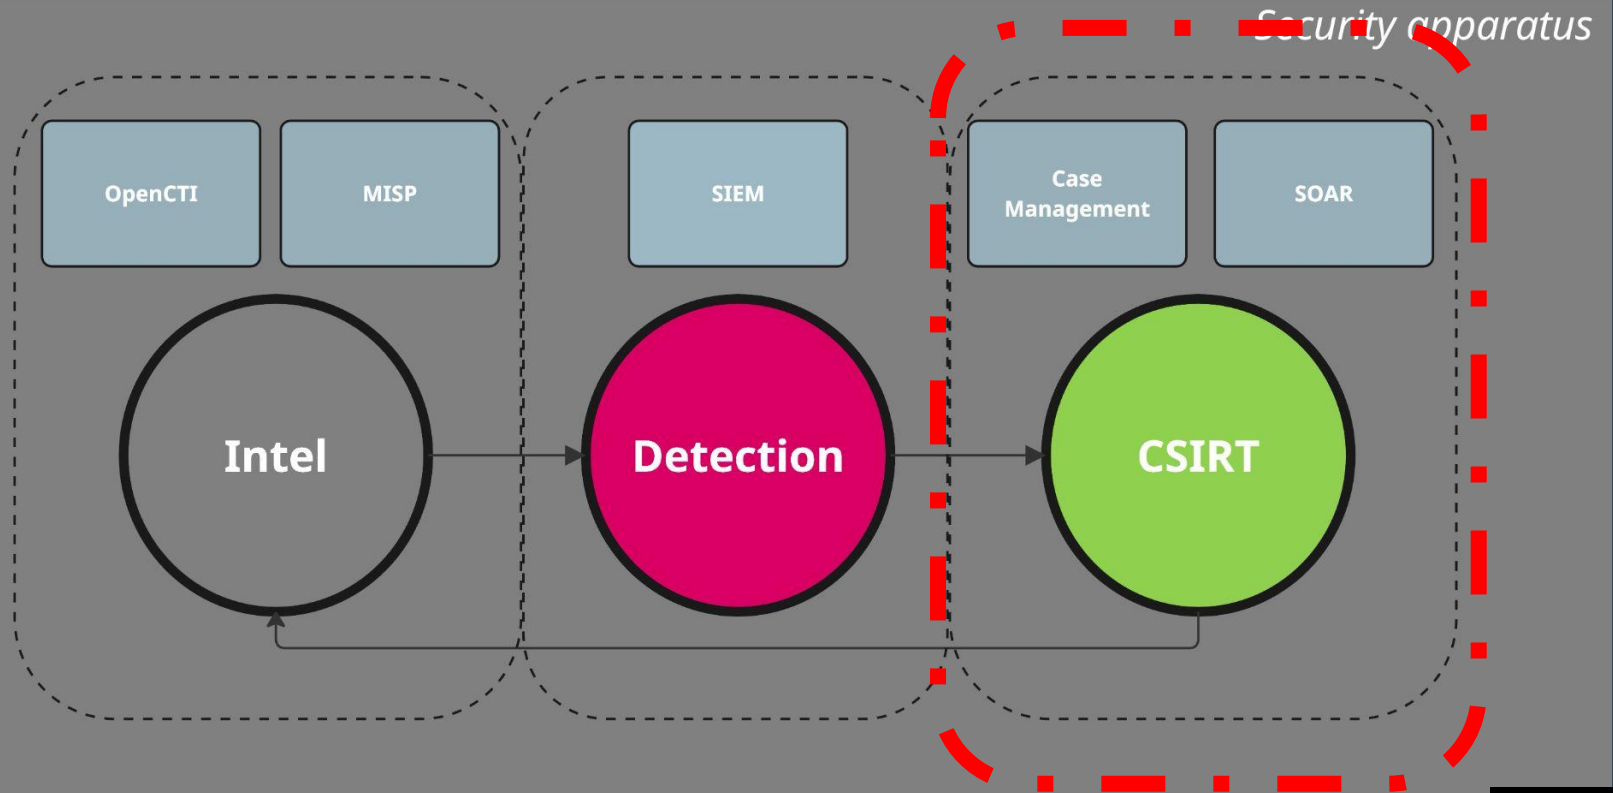 Security apparatus
OpenCTI
MISP
SIEM
Case
Management
SOAR
Intel
Detection
CSIRT